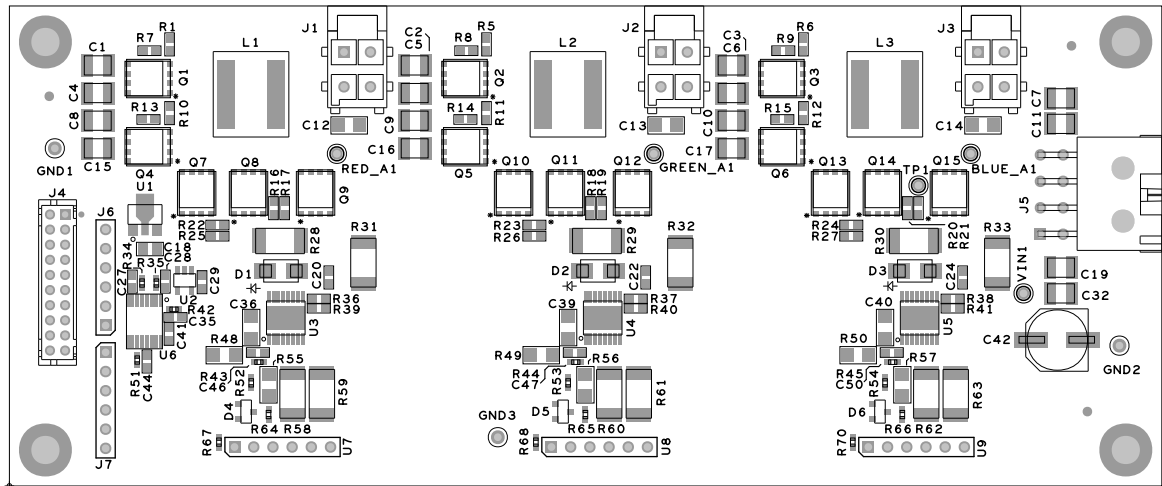 J1
J2
J3
R1
R5
R6
R7
R8
R9
L1
L2
L3
C1
C2
C5
C3
C6
Q1
Q2
Q3
C4
C7
R13
R10
R14
R11
R15
R12
C8
C9
C10
C11
C12
C13
C14
C15
C16
C17
GND1
RED_A1
GREEN_A1
BLUE_A1
Q4
Q5
Q6
Q7
Q8
Q9
Q10
Q11
Q12
Q13
Q14
Q15
TP1
U1
J4
J6
J5
R16
R17
R18
R19
R20
R21
R22
R25
R23
R26
R24
R27
R28
R29
R30
R31
R32
R33
R34
R35
C18
C28
C27
C29
D1
D2
D3
C20
C22
C24
VIN1
C19
C32
U2
R42
C35
C41
U6
R51
C44
C36
C39
C40
R36
R39
R37
R40
R38
R41
U3
U4
U5
R48
R49
R50
C42
GND2
R43
C46
R44
C47
R45
C50
R52
R53
R54
R55
R56
R57
R59
R61
R63
D4
D5
D6
GND3
R64
R58
R65
R60
R66
R62
R67
R68
R70
U7
U8
U9
J7